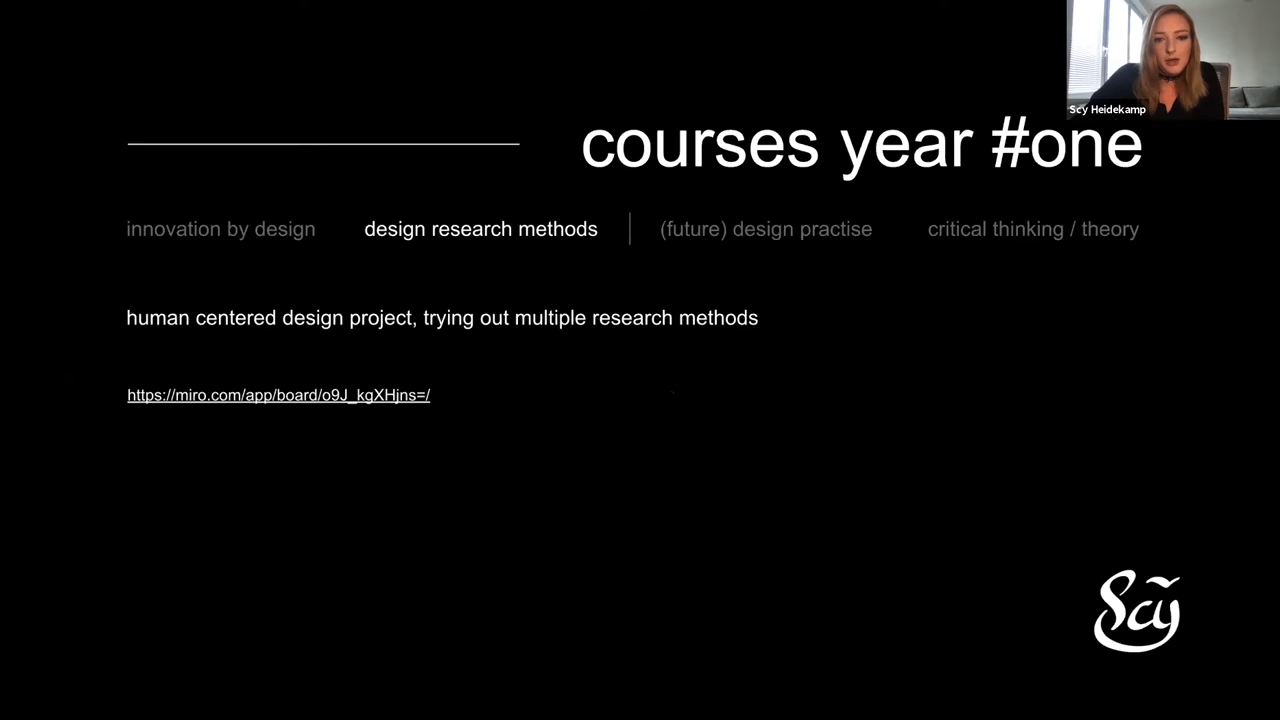 Scy Heidekamp
courses year #one
innovation by design design research methods (future) design practise critical thinking / theory
human centered design project, trying out multiple research methods
https://miro.com/app/board/o9J_kgXHjns=/
Scy